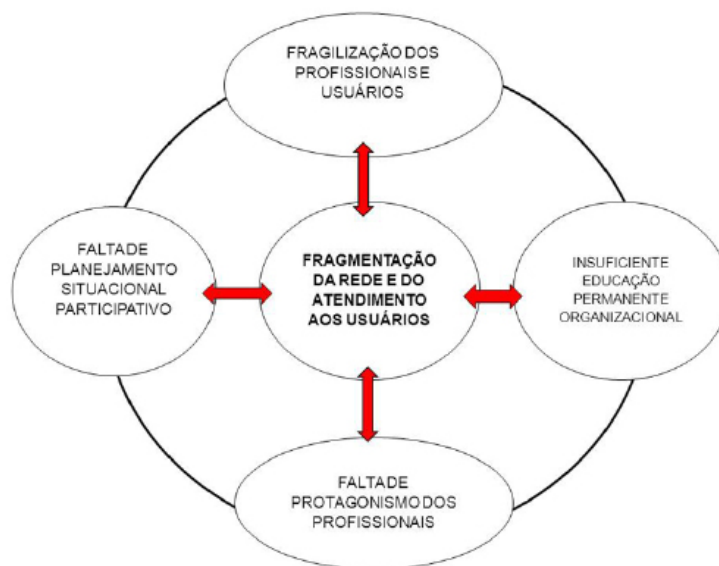 FRAGILIZAÇÃO DOS
PROFISSIONAIS E
USUÁRIOS
FALTA DE
PLANEJAMENTO
SITUACIONAL
PARTICIPATIVO
FRAGMENTAÇÃO
DA REDE E DO
ATENDIMENTO
AOS USUÁRIOS
INSUFICIENTE
EDUCAÇÃO
PERMANENTE
ORGANIZACIONAL
FALTA DE
PROTAGONISMO DOS
PROFISSIONAIS